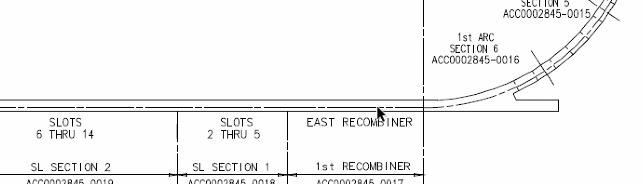 SECTION 5
ACC0002845-0015
1st ARC
SECTION 6
ACC0002845-0016
SLOTS
6 THRU 14
SLOTS
2 THRU 5
EAST RECOMBINER
SL SECTION 2
SL SECTION 1
1st RECOMBINER
ACC0002845-0019
ACC0002845-0018
ACC0002845-0017